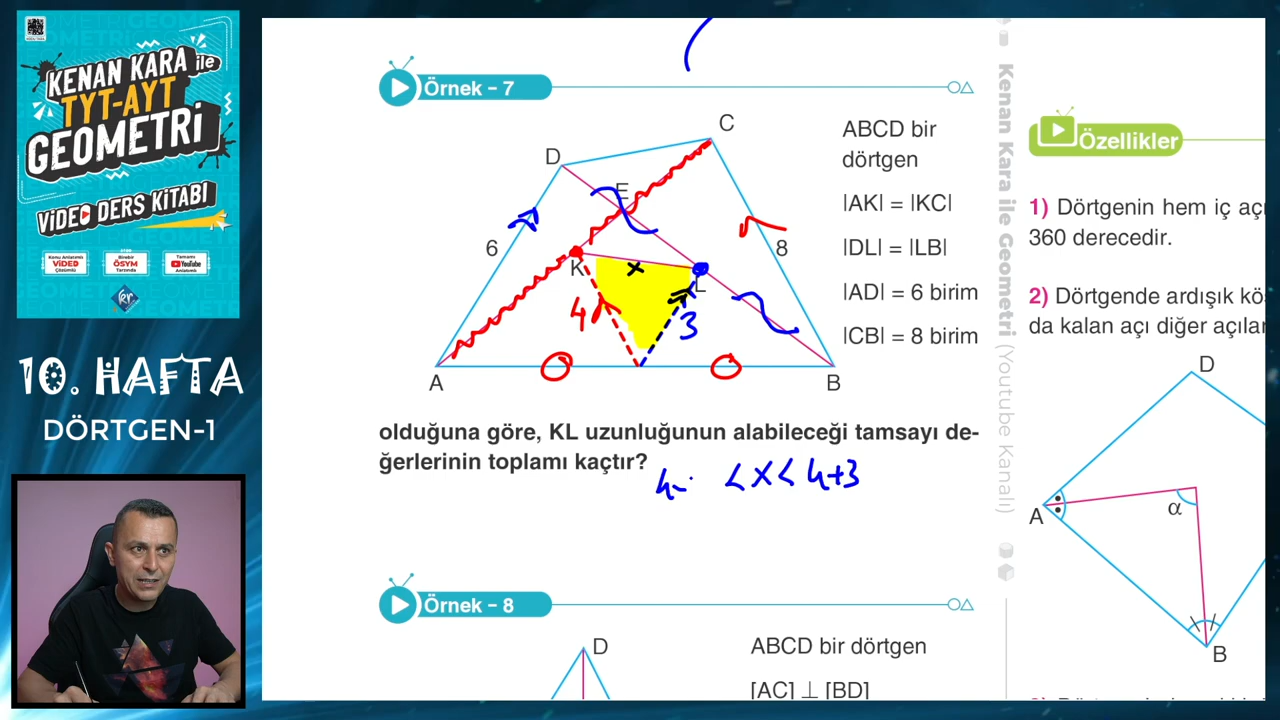 KENAN KARA ile
TYT-AYT
GEOMETRİ
VİDEO DERS KİTABI
10. HAFTA
DÖRTGEN-1
Örnek – 7
D
C
E
K
L
A
B
6
8
x
4
3
ABCD bir
dörtgen
|AK| = |KC|
|DL| = |LB|
|AD| = 6 birim
|CB| = 8 birim
olduğuna göre, KL uzunluğunun alabileceği tamsayı de-
ğerlerinin toplamı kaçtır?
4- < x < 4+3
Örnek – 8
D
ABCD bir dörtgen
[AC] ⊥ [BD]
Kenan Kara ile Geometri (Youtube Kanalı)
Özellikler
1) Dörtgenin hem iç açı
360 derecedir.
2) Dörtgende ardışık kö
da kalan açı diğer açılar
D
A
α
B